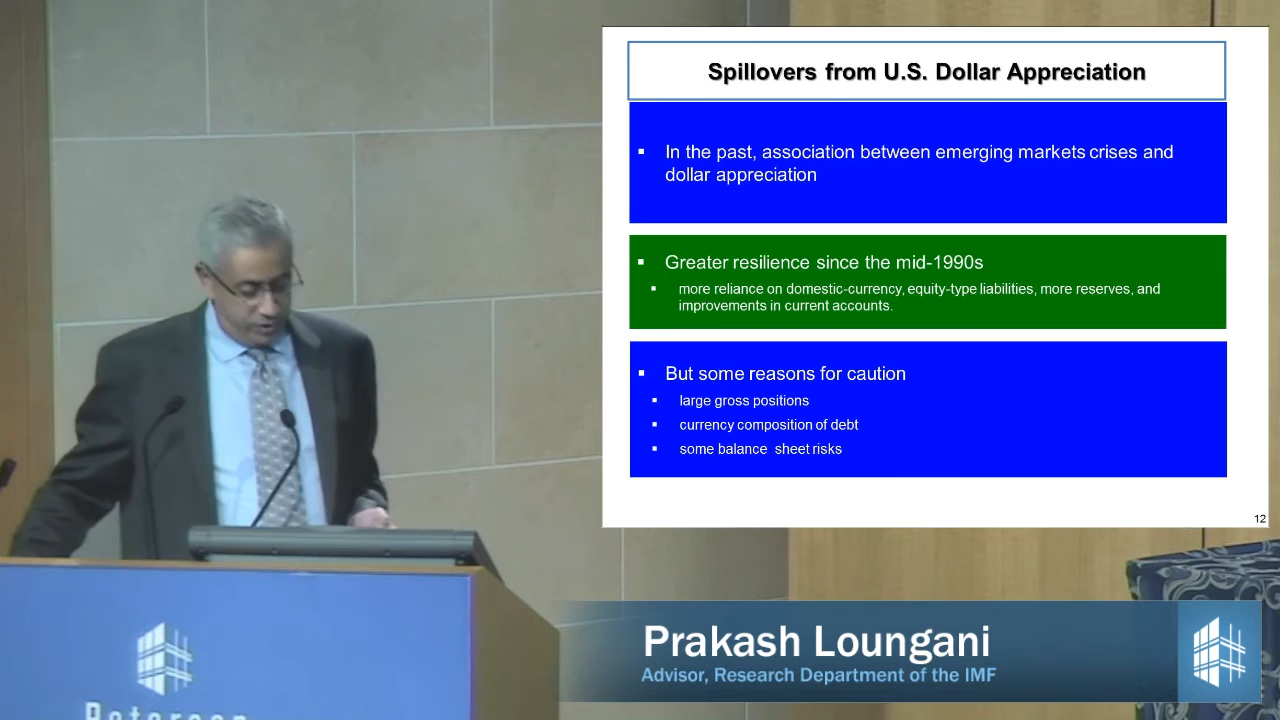 Spillovers from U.S. Dollar Appreciation
▪ In the past, association between emerging markets crises and
dollar appreciation
▪ Greater resilience since the mid-1990s
▪ more reliance on domestic-currency, equity-type liabilities, more reserves, and
improvements in current accounts.
▪ But some reasons for caution
▪ large gross positions
▪ currency composition of debt
▪ some balance sheet risks
12
Prakash Loungani
Advisor, Research Department of the IMF
Peterson